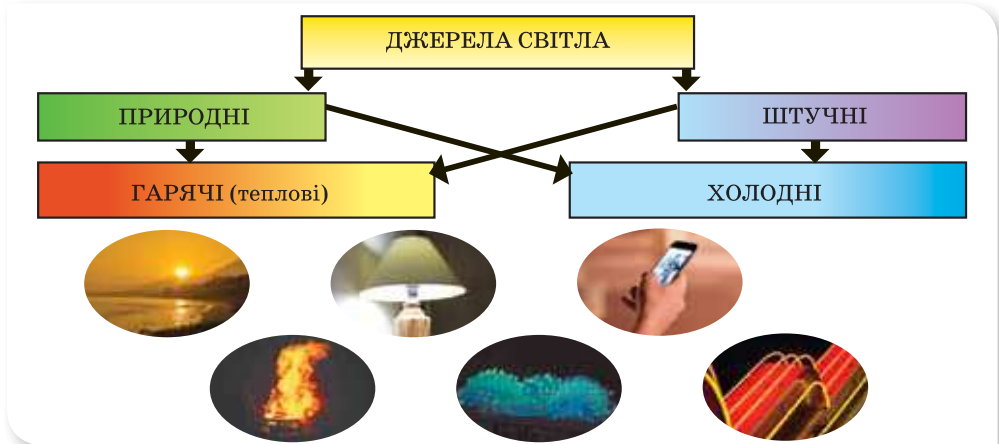 ДЖЕРЕЛА СВІТЛА
ПРИРОДНІ
ШТУЧНІ
ГАРЯЧІ (теплові)
ХОЛОДНІ